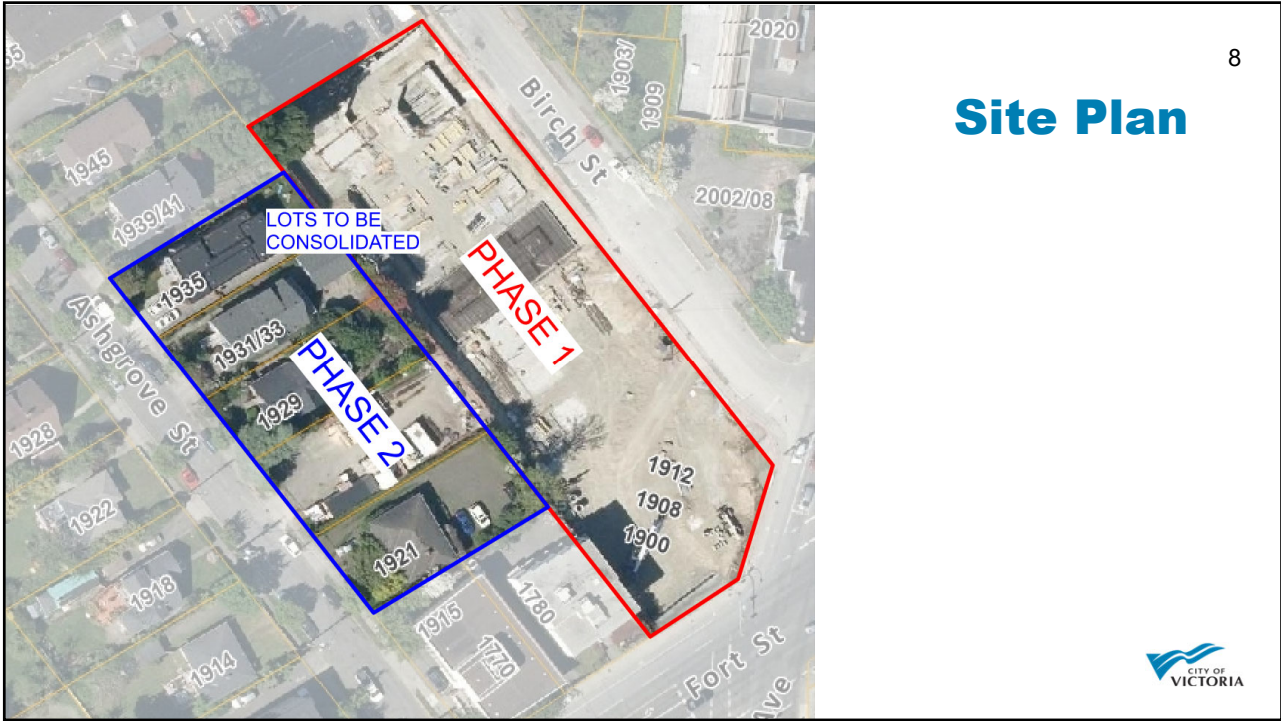 8
Site Plan
55
2020
1903/
1909
Birch St
1945
1939/41
2002/08
LOTS TO BE
CONSOLIDATED
PHASE 1
1935
Ashgrove St
1931/33
PHASE 2
1929
1928
1912
1908
1900
1922
1921
1918
1915
1780
1770
1914
Fort St
Ave
CITY OF
VICTORIA